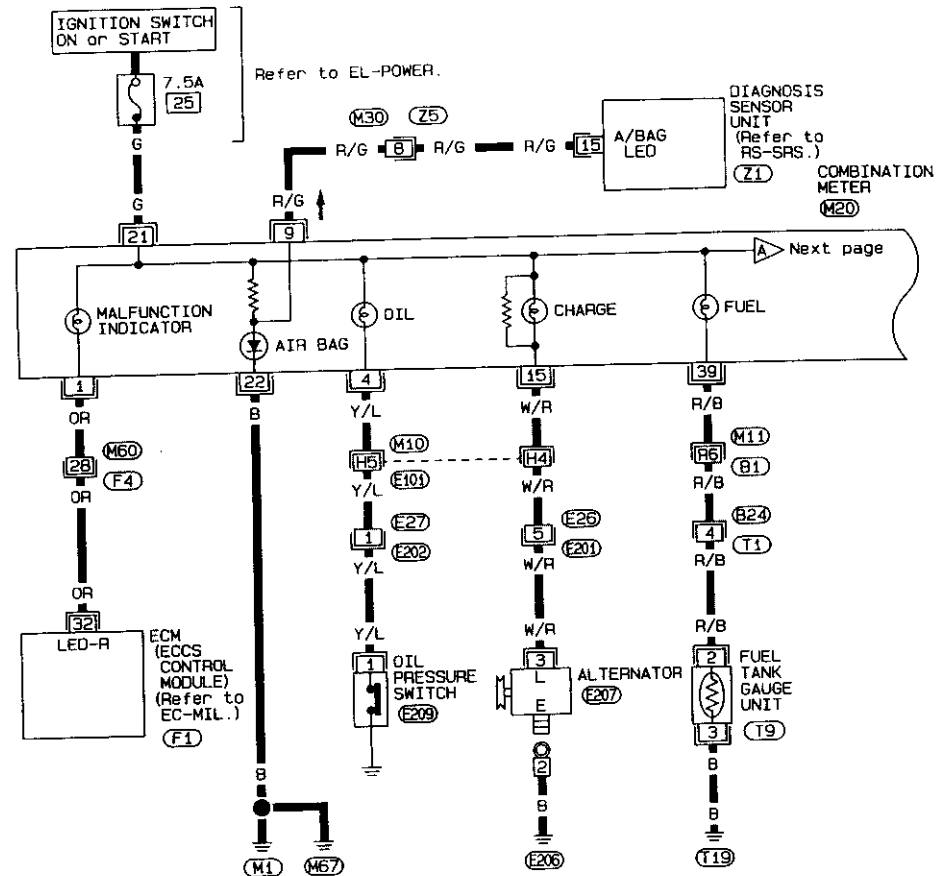 IGNITION SWITCH
ON or START
7.5A
25
Refer to EL-POWER.
G
G
M30
Z5
R/G
8
R/G
R/G
15
A/BAG
LED
DIAGNOSIS
SENSOR
UNIT
(Refer to
RS-SRS.)
Z1
COMBINATION
METER
M20
R/G
21
9
A
Next page
MALFUNCTION
INDICATOR
AIR BAG
OIL
CHARGE
FUEL
1
22
4
15
39
OR
B
Y/L
W/R
R/B
M60
28
F4
M10
H5
H4
E101
M11
R6
B1
OR
Y/L
W/R
R/B
E27
1
E202
E26
5
E201
B24
4
T1
Y/L
W/R
R/B
OR
Y/L
W/R
R/B
32
LED-R
ECM
(ECCS
CONTROL
MODULE)
(Refer to
EC-MIL.)
F1
1
OIL
PRESSURE
SWITCH
E209
3
L
E
ALTERNATOR
E207
2
FUEL
TANK
GAUGE
UNIT
3
T9
B
2
B
B
B
M1
M67
E206
T19